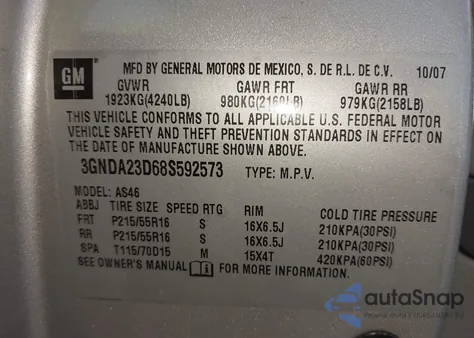 GM
MFD BY GENERAL MOTORS DE MEXICO, S. DE R.L. DE C.V. 10/07
GVWR GAWR FRT GAWR RR
1923KG(4240LB) 980KG(2160LB) 979KG(2158LB)
THIS VEHICLE CONFORMS TO ALL APPLICABLE U.S. FEDERAL MOTOR
VEHICLE SAFETY AND THEFT PREVENTION STANDARDS IN EFFECT ON
THE DATE OF MANUFACTURE SHOWN ABOVE.
3GNDA23D68S592573 TYPE: M.P.V.
MODEL: AS46
ABBJ TIRE SIZE SPEED RTG RIM COLD TIRE PRESSURE
FRT P215/55R16 S 16X6.5J 210KPA(30PSI)
RR P215/55R16 S 16X6.5J 210KPA(30PSI)
SPA T115/70D15 M 15X4T 420KPA(60PSI)
SEE OWNER'S MANUAL FOR MORE INFORMATION.
autoSnap